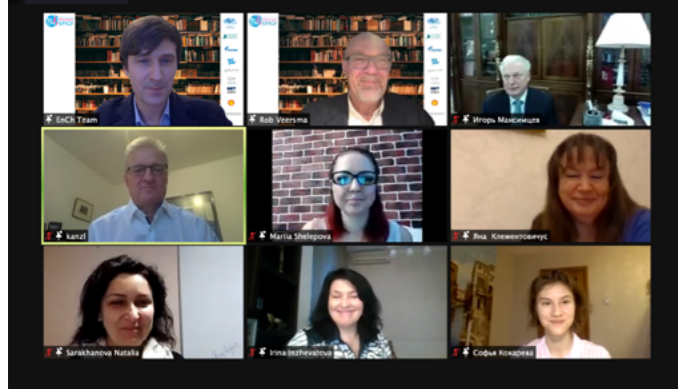 EnCh Team
Rob Veersma
Игорь Максимцев
kanzl
Mariia Shelepova
Яна Клементовичус
Sarakhanova Natalia
Irina Inzhevatova
Софья Кокарева